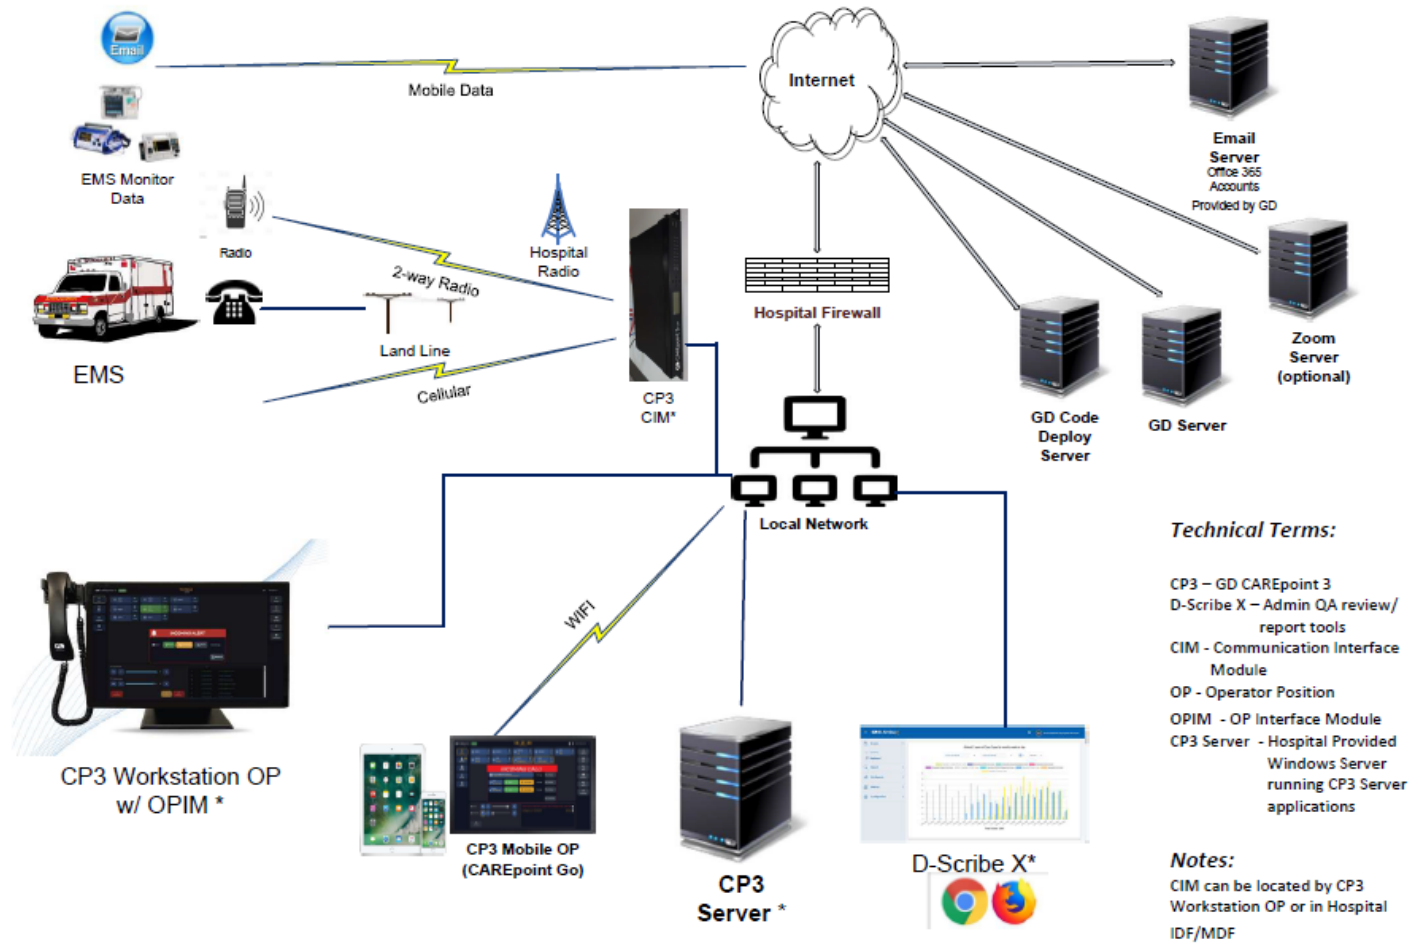 Email
Mobile Data
Internet
Email
Server
Office 365
Accounts
Provided by GD
EMS Monitor
Data
Radio
2-way Radio
Hospital
Radio
Land Line
EMS
Cellular
CP3
CIM*
Hospital Firewall
Zoom
Server
(optional)
GD Code
Deploy
Server
GD Server
Local Network
WIFI
INCOMING ALERT
CP3 Workstation OP
w/ OPIM *
INCOMING CALLS
CP3 Mobile OP
(CAREpoint Go)
CP3
Server *
D-Scribe X*
Technical Terms:
CP3 – GD CAREpoint 3
D-Scribe X – Admin QA review/
report tools
CIM - Communication Interface
Module
OP - Operator Position
OPIM - OP Interface Module
CP3 Server - Hospital Provided
Windows Server
running CP3 Server
applications
Notes:
CIM can be located by CP3
Workstation OP or in Hospital
IDF/MDF